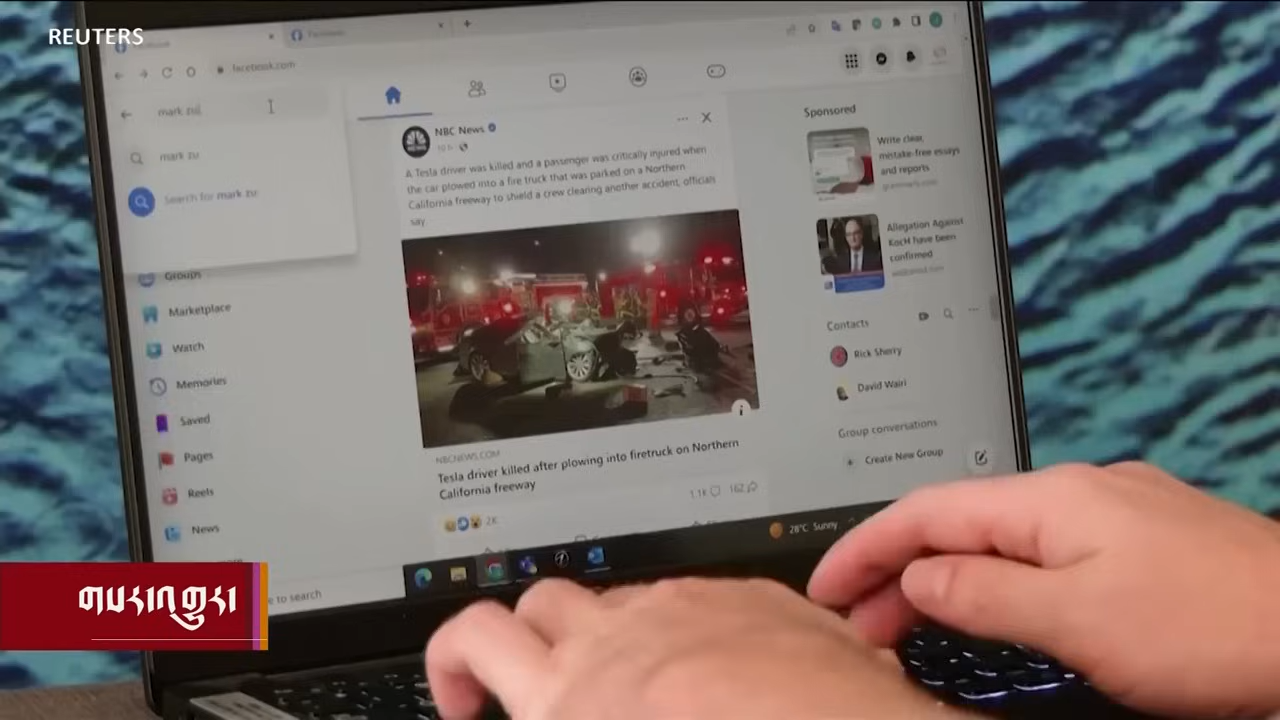 REUTERS
facebook.com
mark zu
mark zu
Search for mark zu
Groups
Marketplace
Watch
Memories
Saved
Pages
Reels
News
e to search
NBC News
A Tesla driver was killed and a passenger was critically injured when
the car plowed into a fire truck that was parked on a Northern
California freeway to shield a crew clearing another accident, officials
say.
NBCNEWS.COM
Tesla driver killed after plowing into firetruck on Northern
California freeway
2K
1.1K
162
Sponsored
Write clear,
mistake-free essays
and reports
grammarly.com
Allegation Against
KocH have been
confirmed
Contacts
Rick Sherry
David Wairi
Group conversations
Create New Group
28°C Sunny